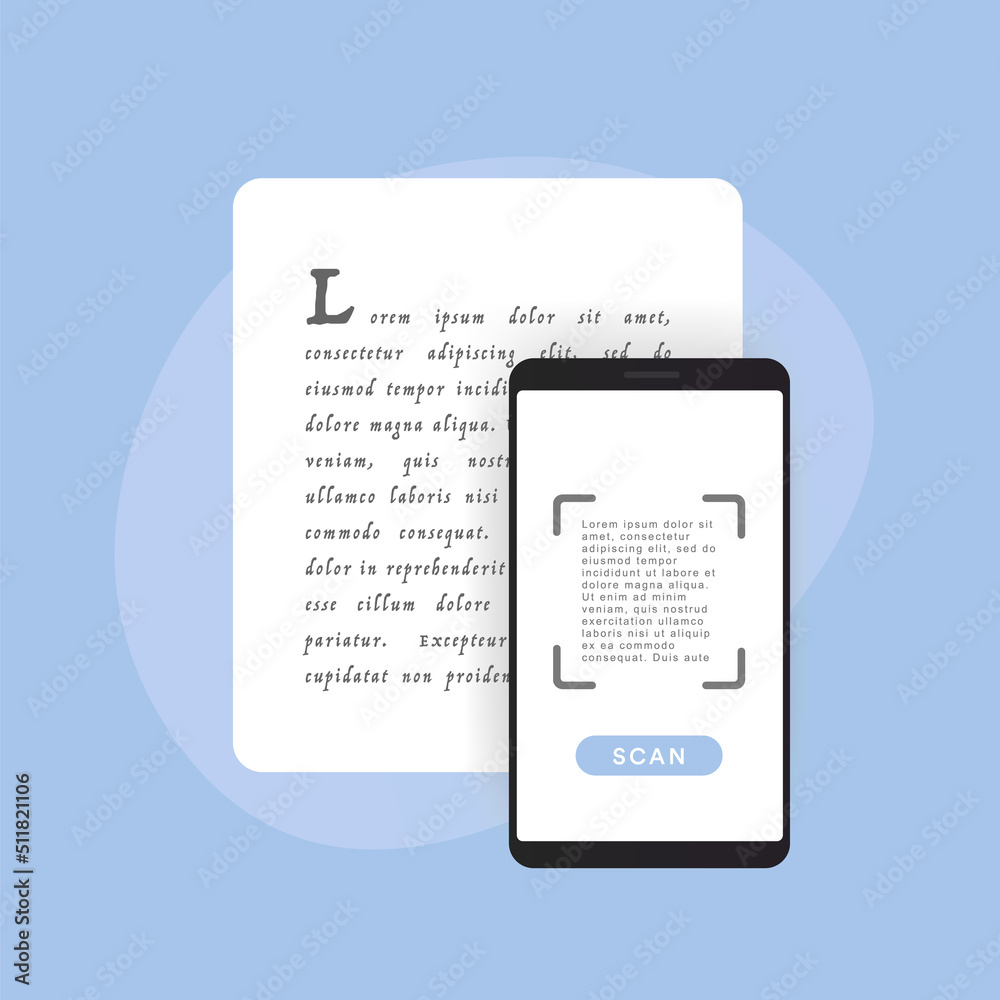 Lorem ipsum dolor sit amet,
consectetur adipiscing elit, sed do
eiusmod tempor incidi
dolore magna aliqua.
veniam, quis nostr
ullamco laboris nisi
commodo consequat.
dolor in reprehenderit
esse cillum dolore
pariatur. Excepteur
cupidatat non proiden
Lorem ipsum dolor sit
amet, consectetur
adipiscing elit, sed do
eiusmod tempor
incididunt ut labore et
dolore magna aliqua.
Ut enim ad minim
veniam, quis nostrud
exercitation ullamco
laboris nisi ut aliquip
ex ea commodo
consequat. Duis aute
SCAN
Adobe Stock | #511821106